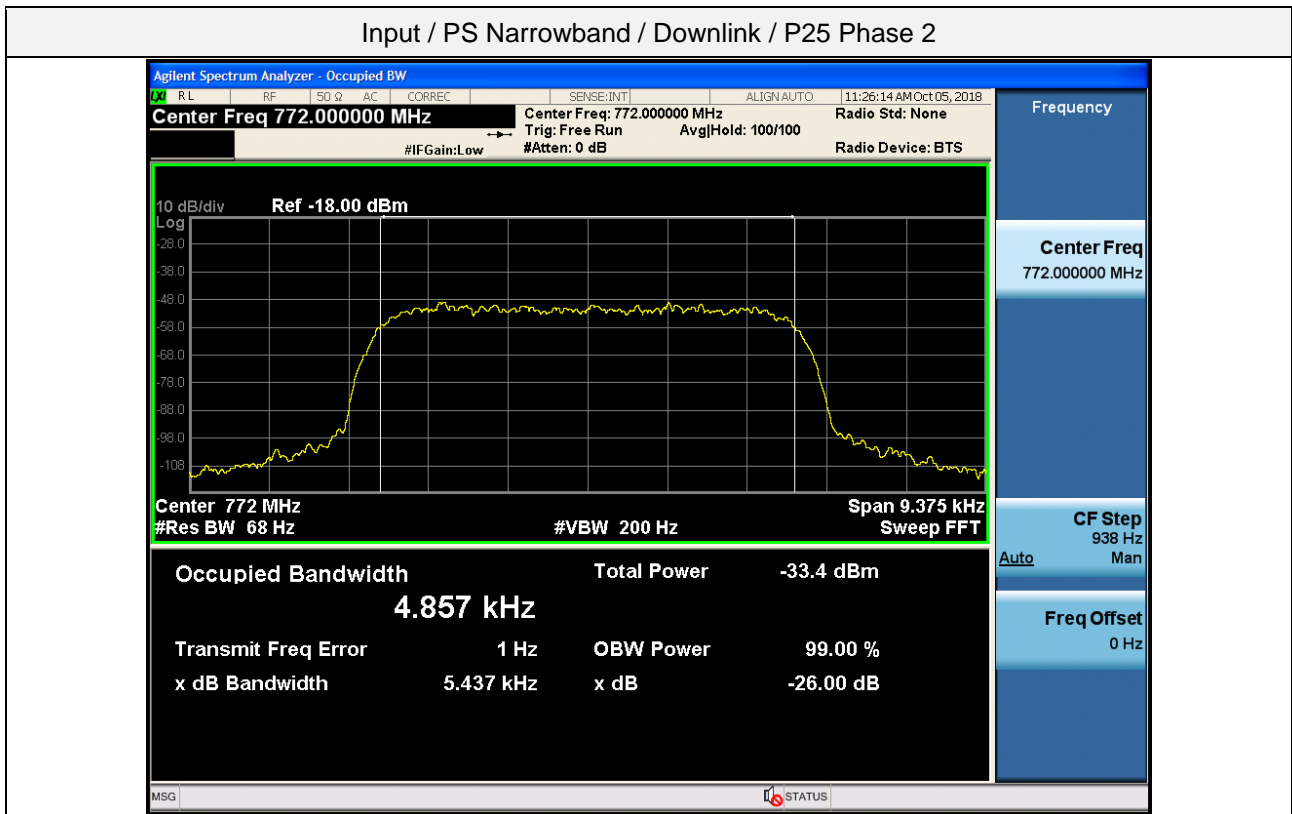 Input / PS Narrowband / Downlink / P25 Phase 2
Agilent Spectrum Analyzer - Occupied BW
LXI RL RF 50 Ω AC CORREC SENSE:INT ALIGN AUTO 11:26:14 AM Oct 05, 2018
Center Freq 772.000000 MHz
Center Freq: 772.000000 MHz
Radio Std: None
Trig: Free Run Avg|Hold: 100/100
#IFGain:Low
#Atten: 0 dB
Radio Device: BTS
10 dB/div Ref -18.00 dBm
Log
-28.0
-38.0
-48.0
-58.0
-68.0
-78.0
-88.0
-98.0
-108
Center 772 MHz Span 9.375 kHz
#Res BW 68 Hz #VBW 200 Hz Sweep FFT
Occupied Bandwidth Total Power -33.4 dBm
4.857 kHz
Transmit Freq Error 1 Hz OBW Power 99.00 %
x dB Bandwidth 5.437 kHz x dB -26.00 dB
Frequency
Center Freq
772.000000 MHz
CF Step
938 Hz
Auto Man
Freq Offset
0 Hz
MSG STATUS